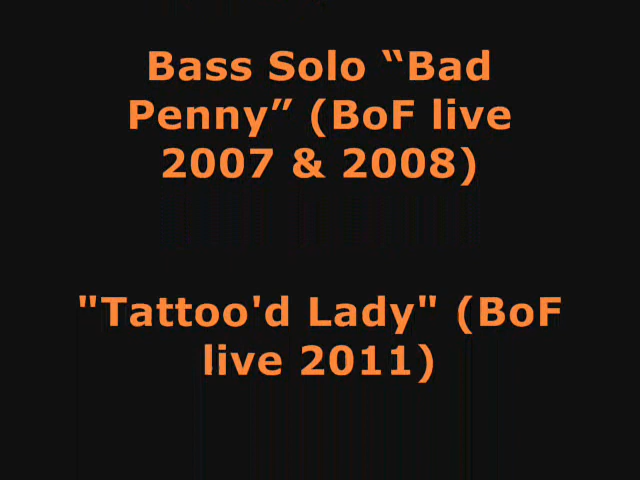 Bass Solo “Bad
Penny” (BoF live
2007 & 2008)
"Tattoo'd Lady" (BoF
live 2011)